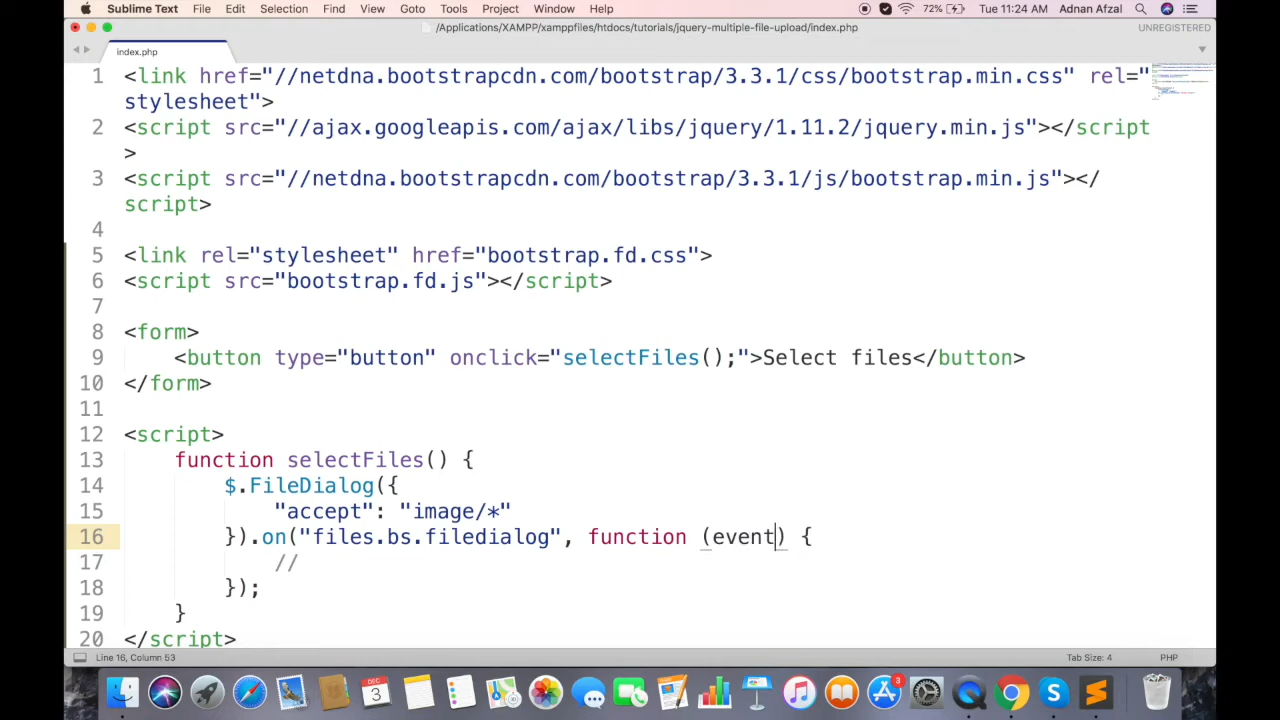 Sublime Text File Edit Selection Find View Goto Tools Project Window Help 72% Tue 11:24 AM Adnan Afzal
/Applications/XAMPP/xamppfiles/htdocs/tutorials/jquery-multiple-file-upload/index.php UNREGISTERED
index.php
1 <link href="//netdna.bootstrapcdn.com/bootstrap/3.3.1/css/bootstrap.min.css" rel="
stylesheet">
2 <script src="//ajax.googleapis.com/ajax/libs/jquery/1.11.2/jquery.min.js"></script
>
3 <script src="//netdna.bootstrapcdn.com/bootstrap/3.3.1/js/bootstrap.min.js"></
script>
4
5 <link rel="stylesheet" href="bootstrap.fd.css">
6 <script src="bootstrap.fd.js"></script>
7
8 <form>
9 <button type="button" onclick="selectFiles();">Select files</button>
10 </form>
11
12 <script>
13 function selectFiles() {
14 $.FileDialog({
15 "accept": "image/*"
16 }).on("files.bs.filedialog", function (event) {
17 //
18 });
19 }
20 </script>
Line 16, Column 53 Tab Size: 4 PHP
DEC
3
3